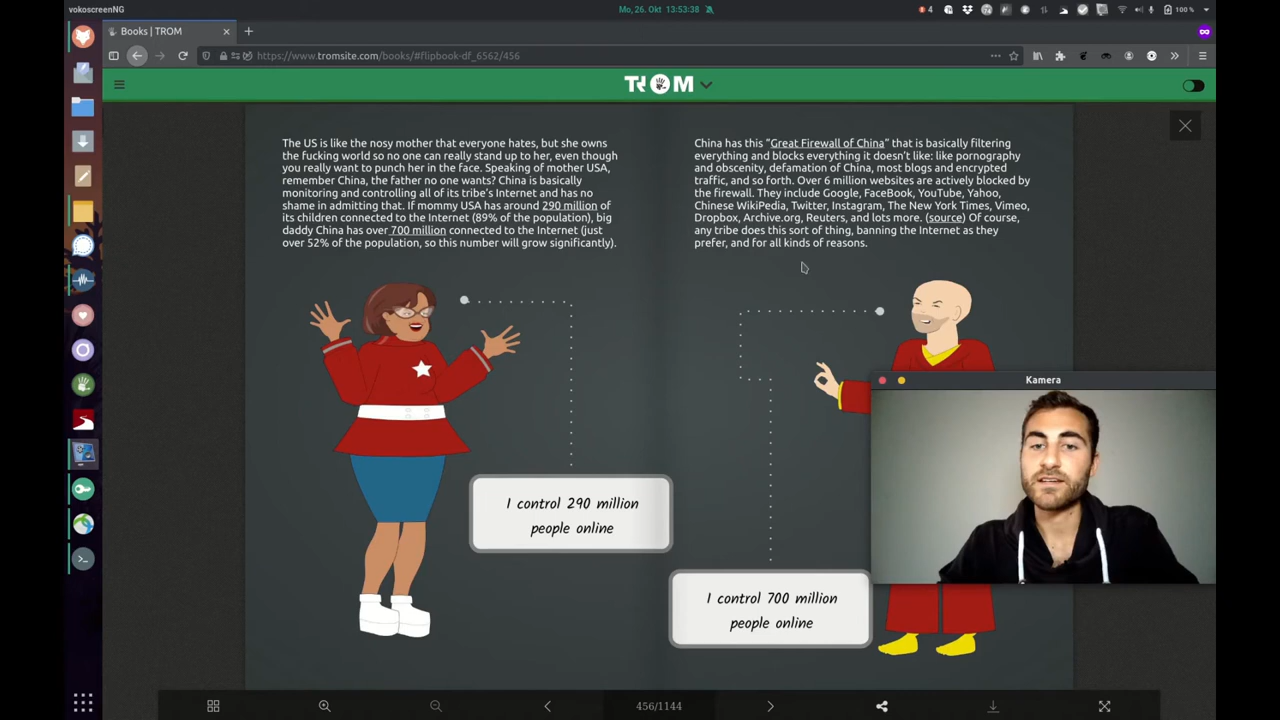 vokoscreenNG
Mo, 26. Okt 13:53:38
4
100 %
Books | TROM
https://www.tromsite.com/books/#flipbook-df_6562/456
TROM
The US is like the nosy mother that everyone hates, but she owns
the fucking world so no one can really stand up to her, even though
you really want to punch her in the face. Speaking of mother USA,
remember China, the father no one wants? China is basically
monitoring and controlling all of its tribe's Internet and has no
shame in admitting that. If mommy USA has around 290 million of
its children connected to the Internet (89% of the population), big
daddy China has over 700 million connected to the Internet (just
over 52% of the population, so this number will grow significantly).
China has this "Great Firewall of China" that is basically filtering
everything and blocks everything it doesn't like: like pornography
and obscenity, defamation of China, most blogs and encrypted
traffic, and so forth. Over 6 million websites are actively blocked by
the firewall. They include Google, FaceBook, YouTube, Yahoo,
Chinese WikiPedia, Twitter, Instagram, The New York Times, Vimeo,
Dropbox, Archive.org, Reuters, and lots more. (source) Of course,
any tribe does this sort of thing, banning the Internet as they
prefer, and for all kinds of reasons.
Kamera
I control 290 million
people online
I control 700 million
people online
456/1144